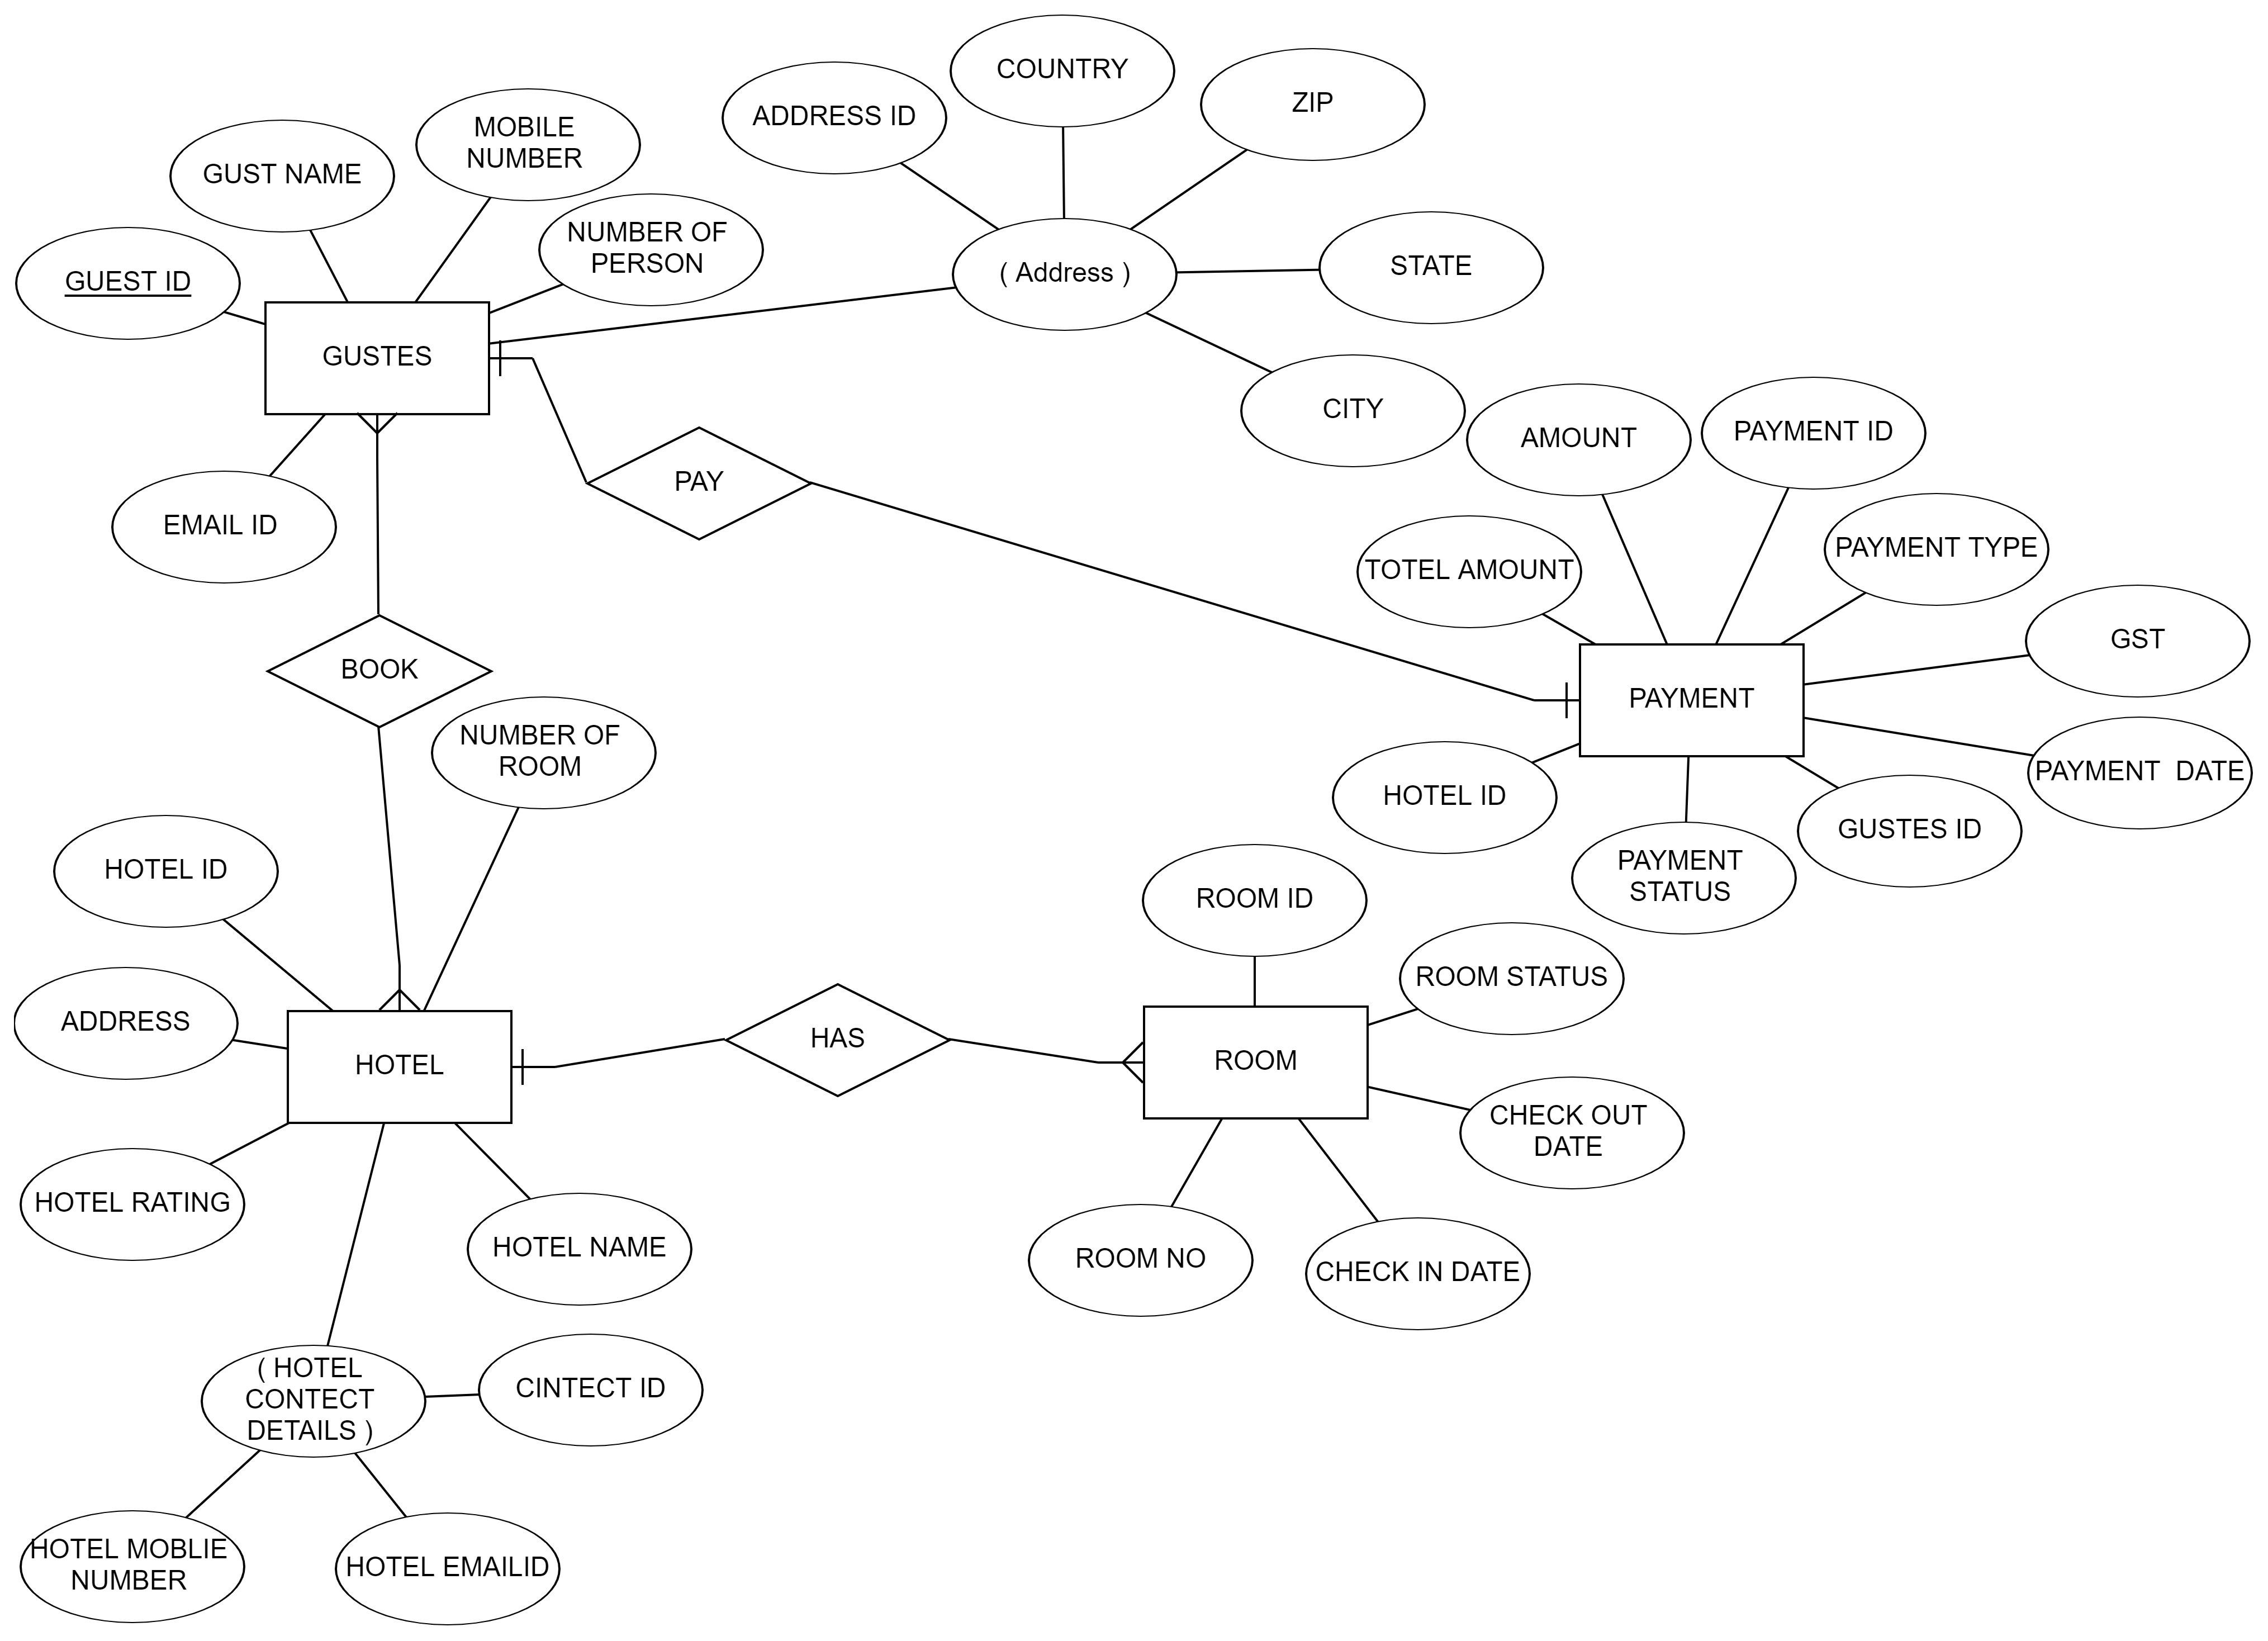 COUNTRY
ZIP
ADDRESS ID
MOBILE
NUMBER
GUST NAME
NUMBER OF
PERSON
GUEST ID
( Address )
STATE
GUSTES
CITY
AMOUNT
PAYMENT ID
PAY
EMAIL ID
PAYMENT TYPE
TOTEL AMOUNT
GST
BOOK
PAYMENT
NUMBER OF
ROOM
PAYMENT  DATE
HOTEL ID
GUSTES ID
HOTEL ID
PAYMENT
STATUS
ROOM ID
ROOM STATUS
ADDRESS
HAS
HOTEL
ROOM
CHECK OUT
DATE
HOTEL RATING
HOTEL NAME
ROOM NO
CHECK IN DATE
( HOTEL
CONTECT
DETAILS )
CINTECT ID
HOTEL MOBLIE
NUMBER
HOTEL EMAILID